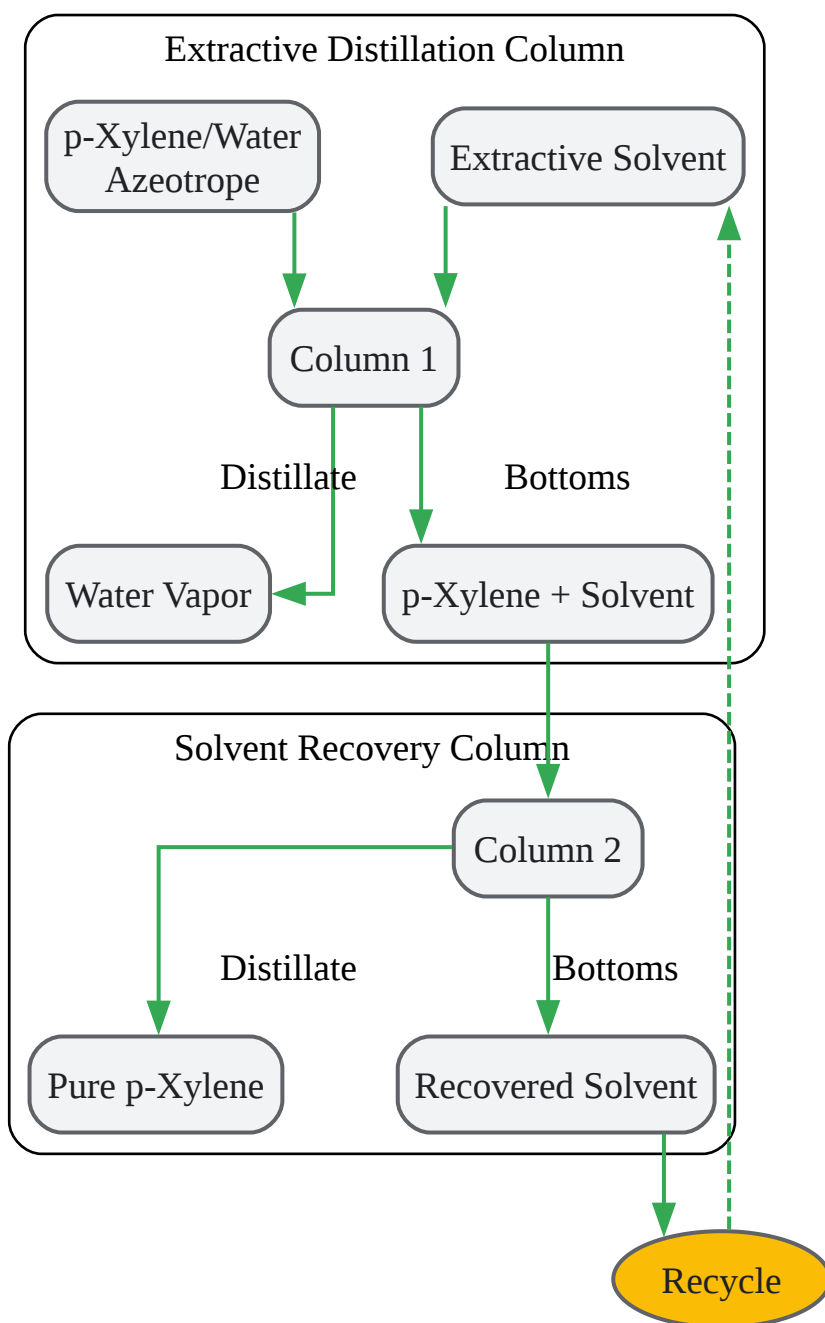 Extractive Distillation Column
p-Xylene/Water
Azeotrope
Extractive Solvent
Column 1
Distillate
Bottoms
Water Vapor
p-Xylene + Solvent
Solvent Recovery Column
Column 2
Distillate
Bottoms
Pure p-Xylene
Recovered Solvent
Recycle